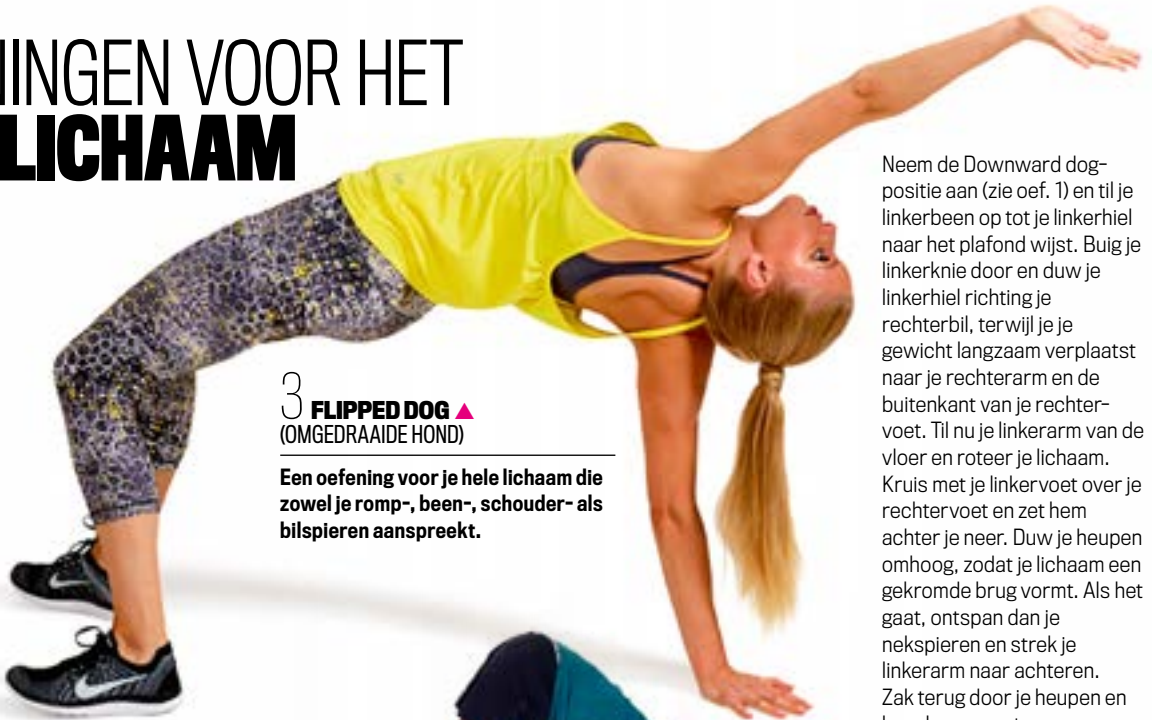 NINGEN VOOR HET
LICHAAM
3 FLIPPED DOG
(OMGEDRAAIDE HOND)
Een oefening voor je hele lichaam die
zowel je romp-, been-, schouder- als
bilspieren aanspreekt.
Neem de Downward dog-
positie aan (zie oef. 1) en til je
linkerbeen op tot je linkerhiel
naar het plafond wijst. Buig je
linkerknie door en duw je
linkerhiel richting je
rechterbil, terwijl je je
gewicht langzaam verplaatst
naar je rechterarm en de
buitenkant van je rechter-
voet. Til nu je linkerarm van de
vloer en roteer je lichaam.
Kruis met je linkervoet over je
rechtervoet en zet hem
achter je neer. Duw je heupen
omhoog, zodat je lichaam een
gekromde brug vormt. Als het
gaat, ontspan dan je
nekspieren en strek je
linkerarm naar achteren.
Zak terug door je heupen en